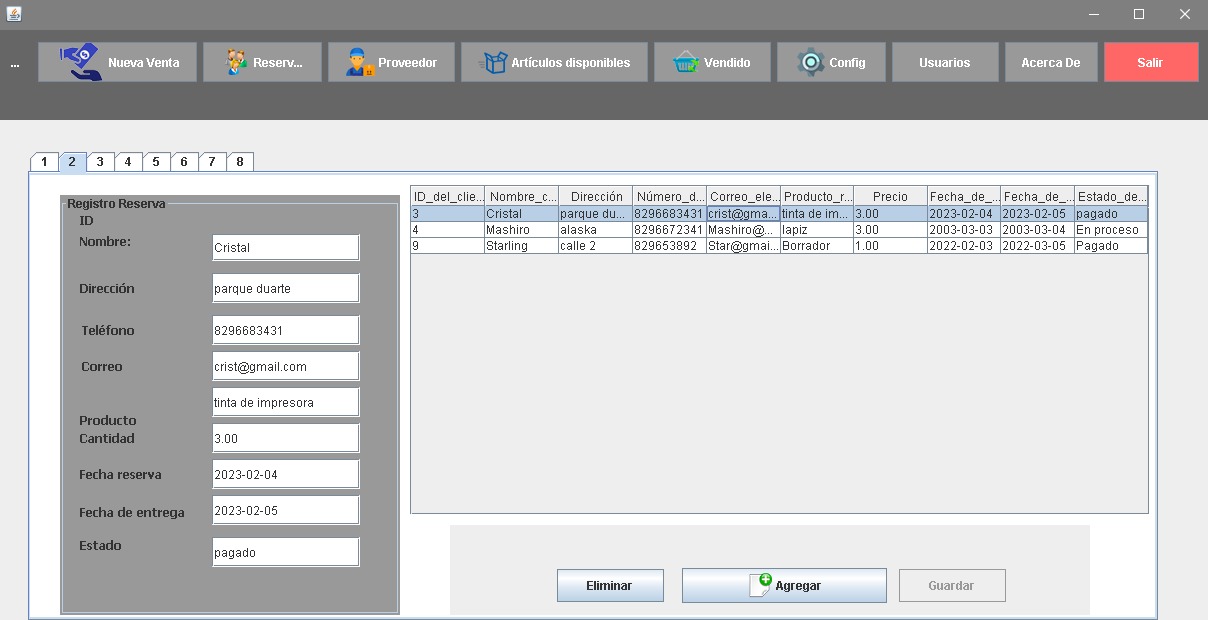 ... Nueva Venta Reserv... Proveedor Artículos disponibles Vendido Config Usuarios Acerca De Salir
1 2 3 4 5 6 7 8
Registro Reserva
ID
Nombre: Cristal
Dirección parque duarte
Teléfono 8296683431
Correo crist@gmail.com
tinta de impresora
Producto
Cantidad 3.00
Fecha reserva 2023-02-04
Fecha de entrega 2023-02-05
Estado pagado
ID_del_clie... Nombre_c... Dirección Número_d... Correo_ele... Producto_r... Precio Fecha_de_... Fecha_de_... Estado_de...
3 Cristal parque du... 8296683431 crist@gma... tinta de im... 3.00 2023-02-04 2023-02-05 pagado
4 Mashiro alaska 8296672341 Mashiro@... lapiz 3.00 2003-03-03 2003-03-04 En proceso
9 Starling calle 2 829653892 Star@gmai... Borrador 1.00 2022-02-03 2022-03-05 Pagado
Eliminar Agregar Guardar